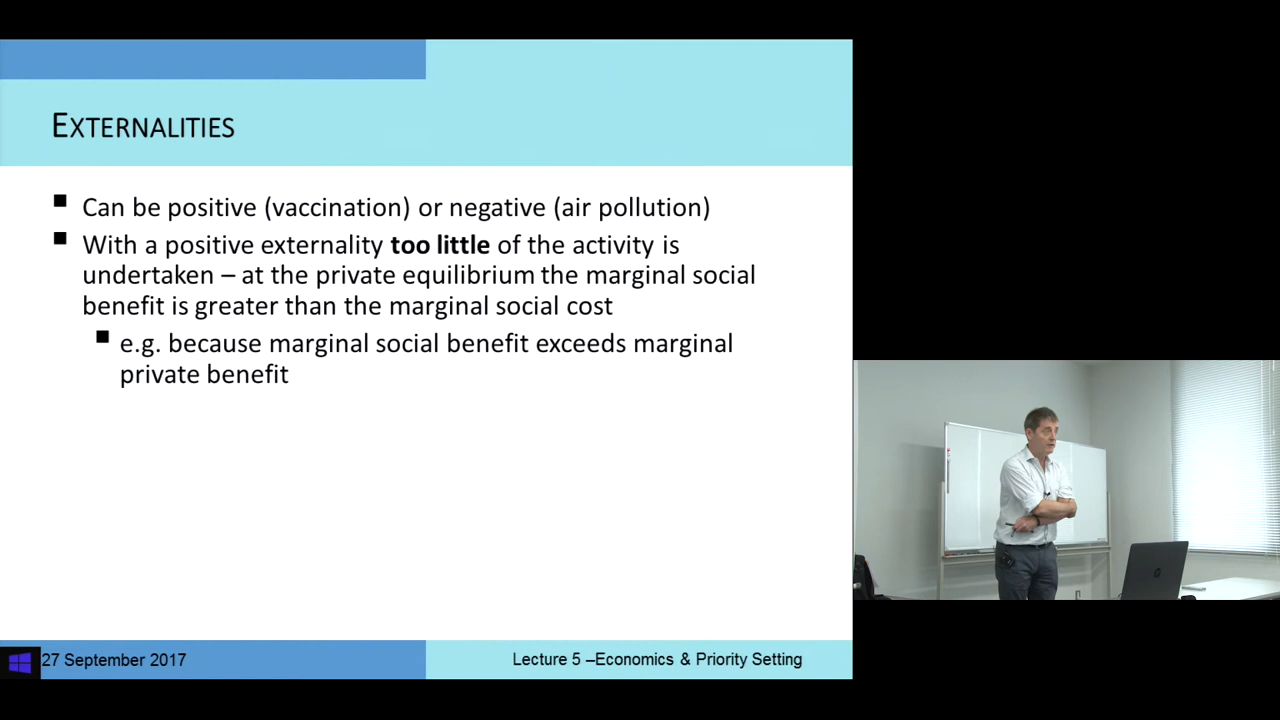 EXTERNALITIES
Can be positive (vaccination) or negative (air pollution)
With a positive externality too little of the activity is
undertaken – at the private equilibrium the marginal social
benefit is greater than the marginal social cost
e.g. because marginal social benefit exceeds marginal
private benefit
27 September 2017
Lecture 5 –Economics & Priority Setting